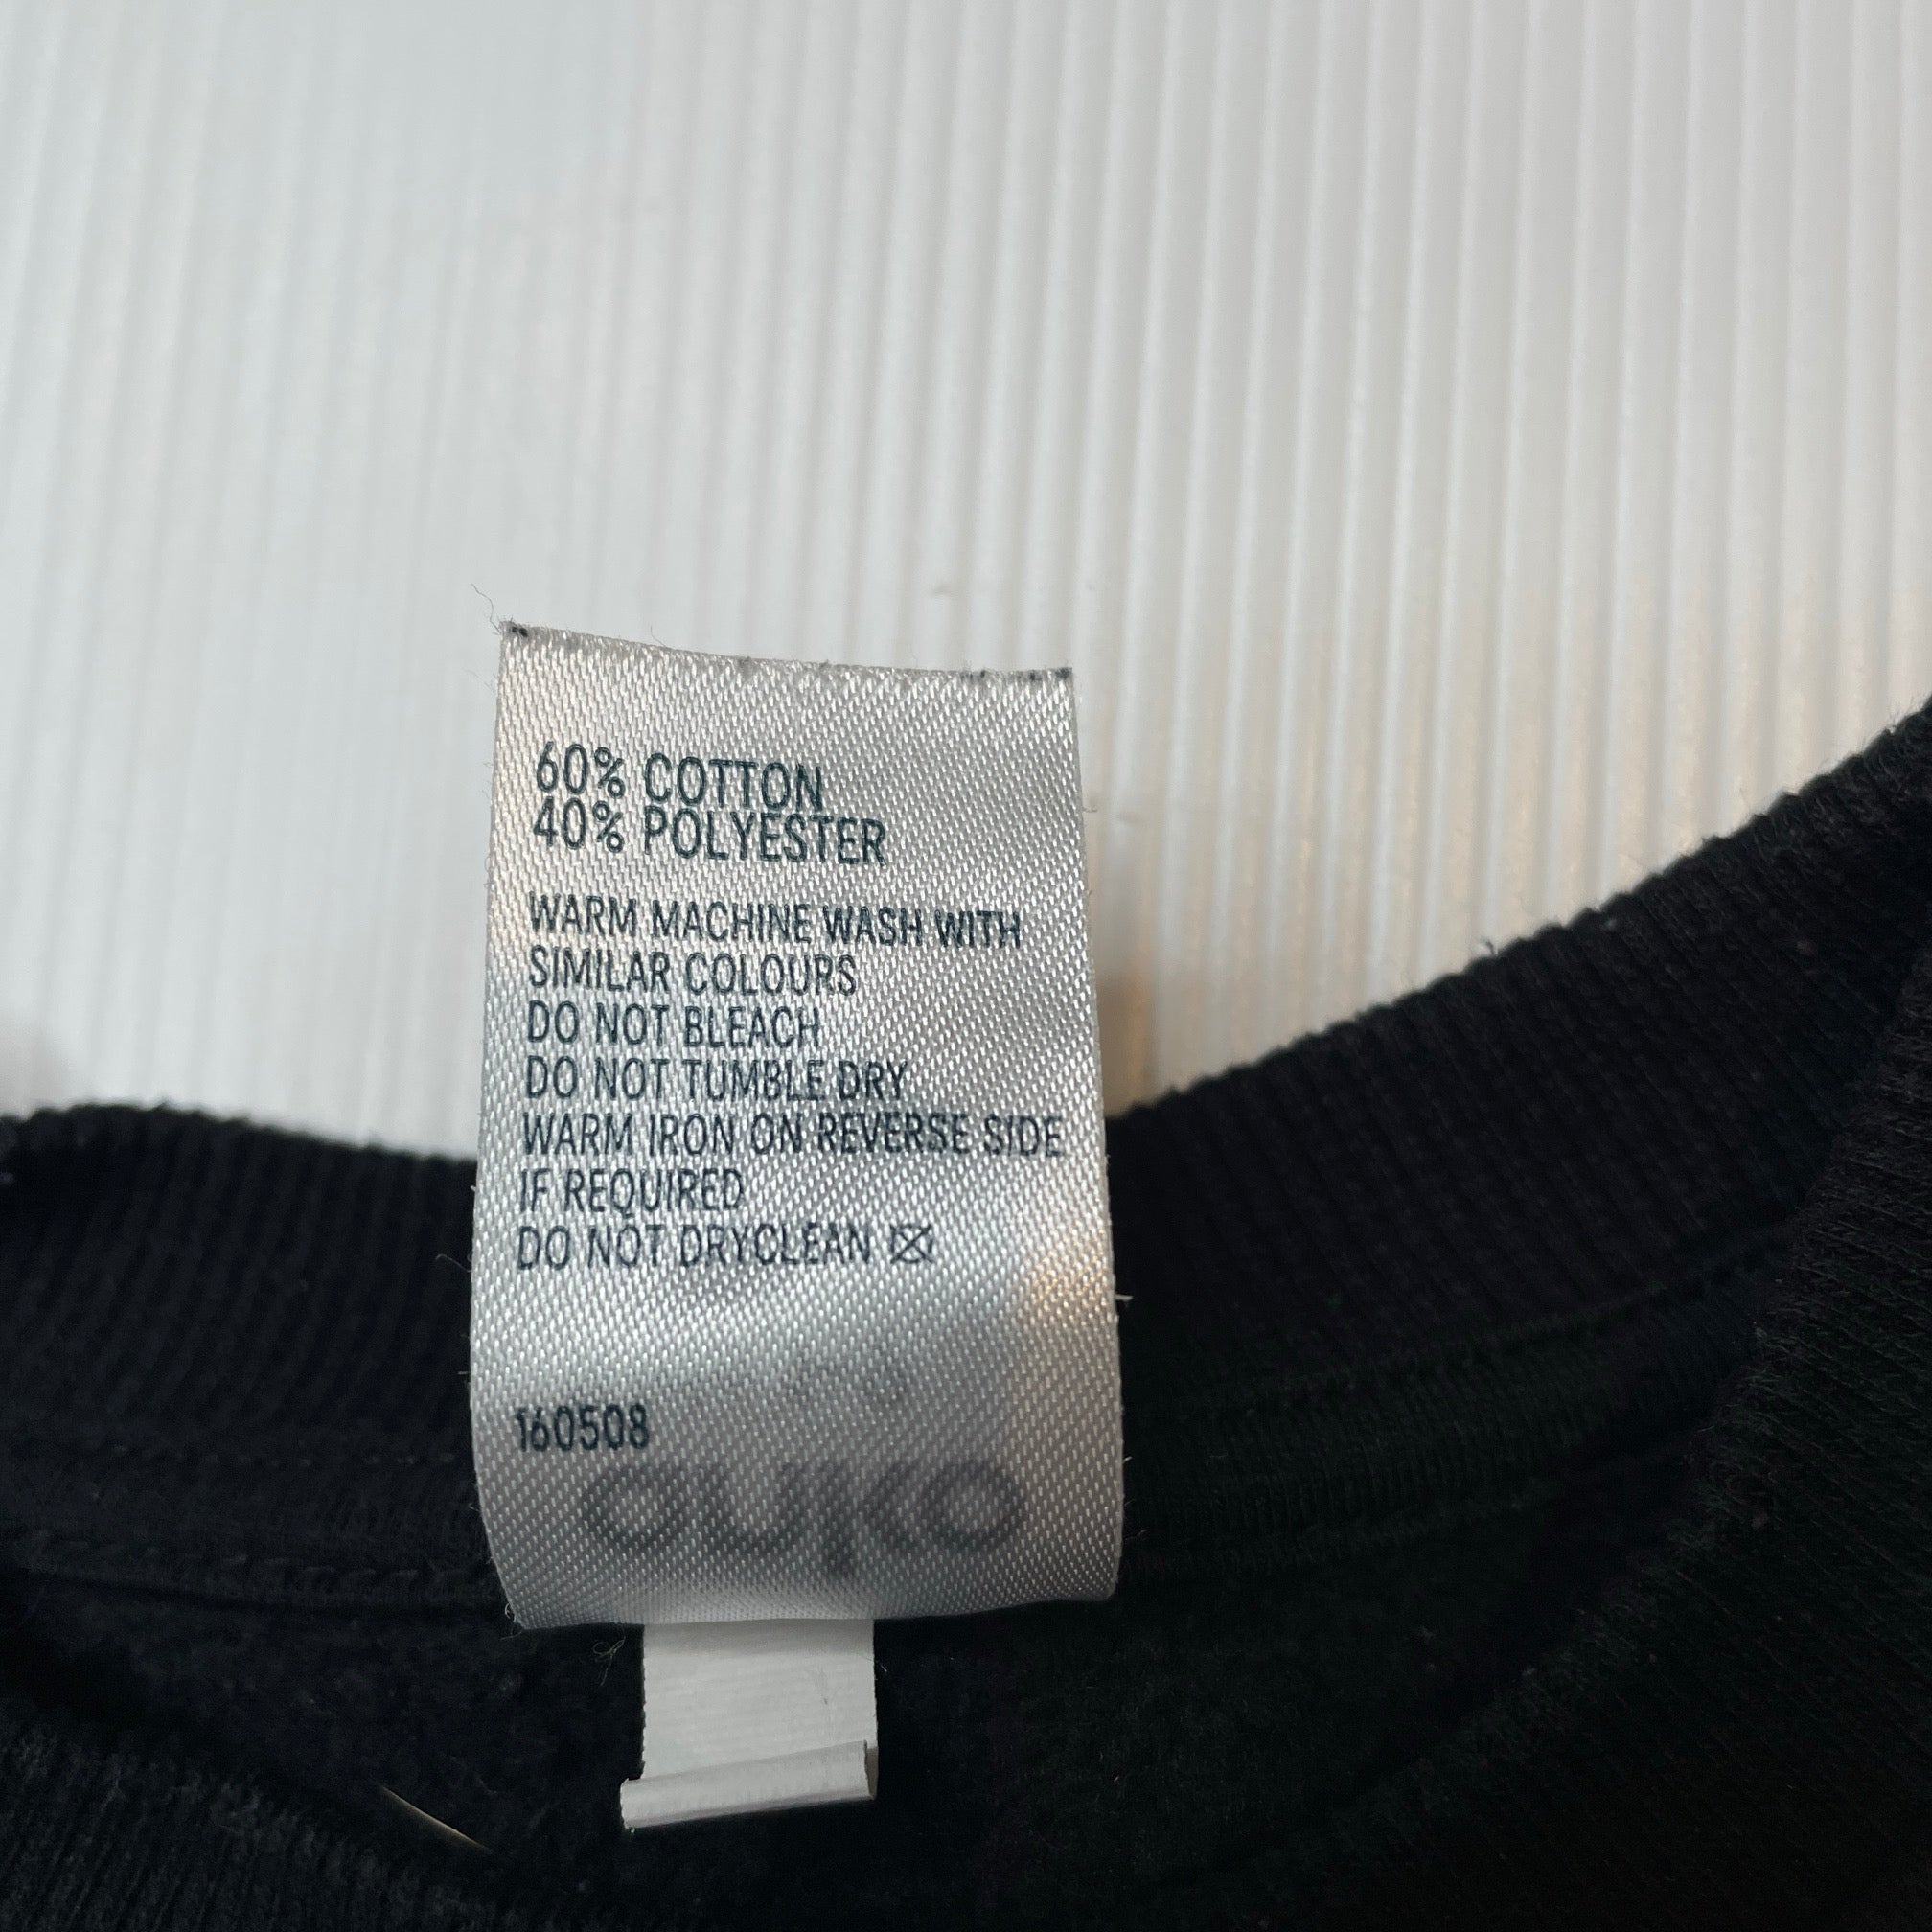 60% COTTON
40% POLYESTER
WARM MACHINE WASH WITH
SIMILAR COLOURS
DO NOT BLEACH
DO NOT TUMBLE DRY
WARM IRON ON REVERSE SIDE
IF REQUIRED
DO NOT DRYCLEAN
160508